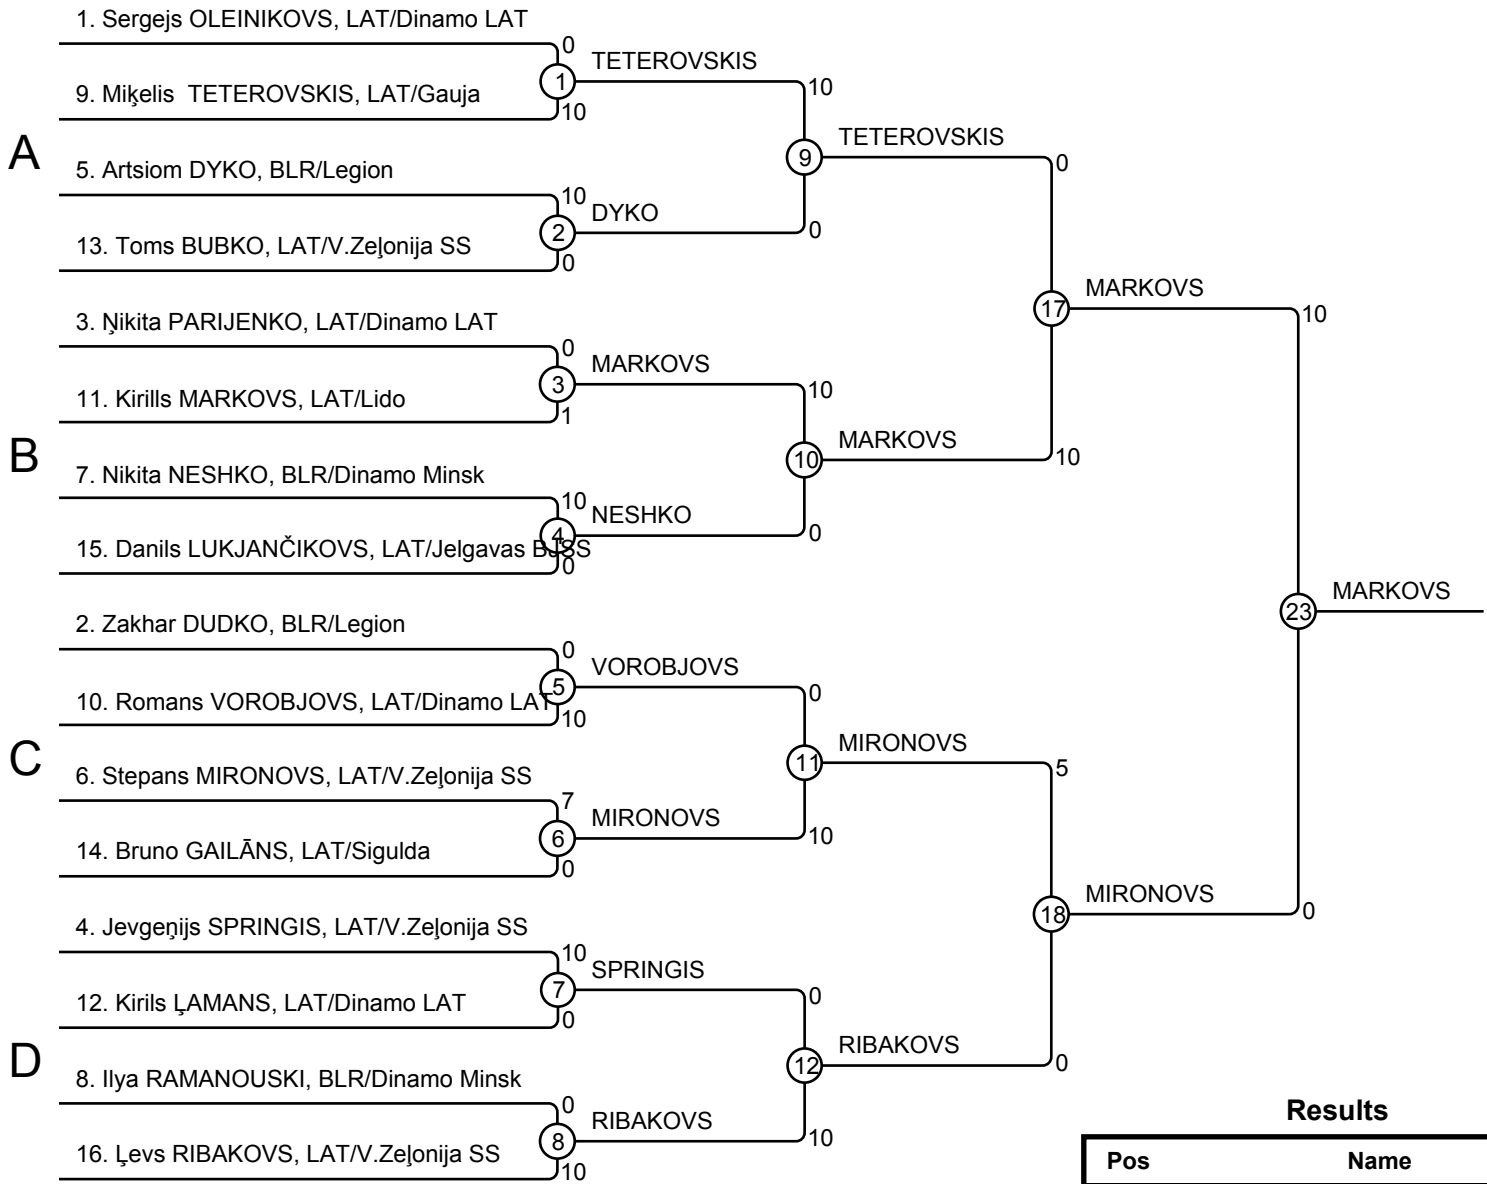 1. Sergejs OLEINIKOVS, LAT/Dinamo LAT
0
TETEROVSKIS
1
9. Miķelis  TETEROVSKIS, LAT/Gauja
10
10
A
TETEROVSKIS
9
5. Artsiom DYKO, BLR/Legion
0
10
DYKO
2
0
13. Toms BUBKO, LAT/V.Zeļonija SS
0
MARKOVS
17
10
3. Ņikita PARIJENKO, LAT/Dinamo LAT
0
MARKOVS
3
10
11. Kirills MARKOVS, LAT/Lido
1
B
MARKOVS
10
10
7. Nikita NESHKO, BLR/Dinamo Minsk
10
NESHKO
4
0
15. Danils LUKJANČIKOVS, LAT/Jelgavas BJSS
0
MARKOVS
23
2. Zakhar DUDKO, BLR/Legion
0
VOROBJOVS
5
0
10. Romans VOROBJOVS, LAT/Dinamo LAT
10
C
MIRONOVS
11
5
6. Stepans MIRONOVS, LAT/V.Zeļonija SS
7
MIRONOVS
6
10
14. Bruno GAILĀNS, LAT/Sigulda
0
MIRONOVS
18
0
4. Jevgeņijs SPRINGIS, LAT/V.Zeļonija SS
10
SPRINGIS
7
0
12. Kirils ĻAMANS, LAT/Dinamo LAT
0
D
RIBAKOVS
12
0
8. Ilya RAMANOUSKI, BLR/Dinamo Minsk
0
RIBAKOVS
8
10
16. Ļevs RIBAKOVS, LAT/V.Zeļonija SS
10
Results
Pos Name